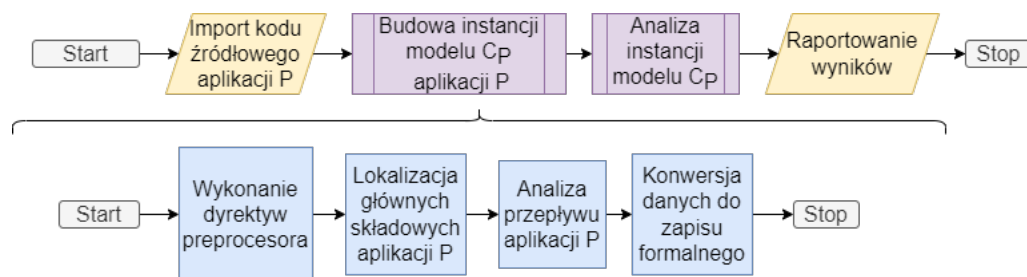 Start
Import kodu
źródłowego
aplikacji P
Budowa instancji
modelu CP
aplikacji P
Analiza
instancji
modelu CP
Raportowanie
wyników
Stop
Start
Wykonanie
dyrektyw
preprocesora
Lokalizacja
głównych
składowych
aplikacji P
Analiza
przepływu
aplikacji P
Konwersja
danych do
zapisu
formalnego
Stop